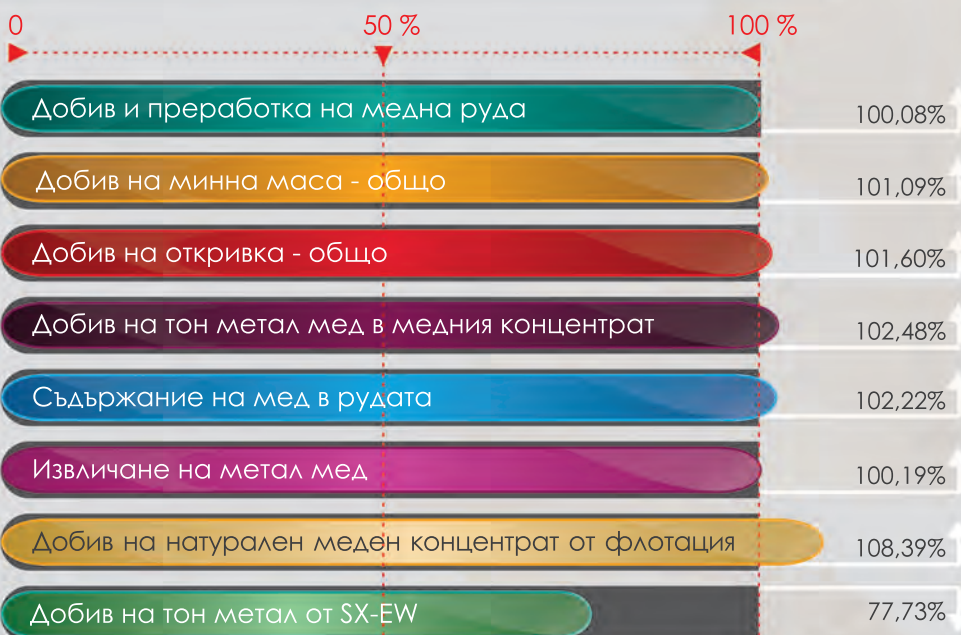 0 50 % 100 %
Добив и преработка на медна руда 100,08%
Добив на минна маса - общо 101,09%
Добив на откривка - общо 101,60%
Добив на тон метал мед в медния концентрат 102,48%
Съдържание на мед в рудата 102,22%
Извличане на метал мед 100,19%
Добив на натурален меден концентрат от флотация 108,39%
Добив на тон метал от SX-EW 77,73%